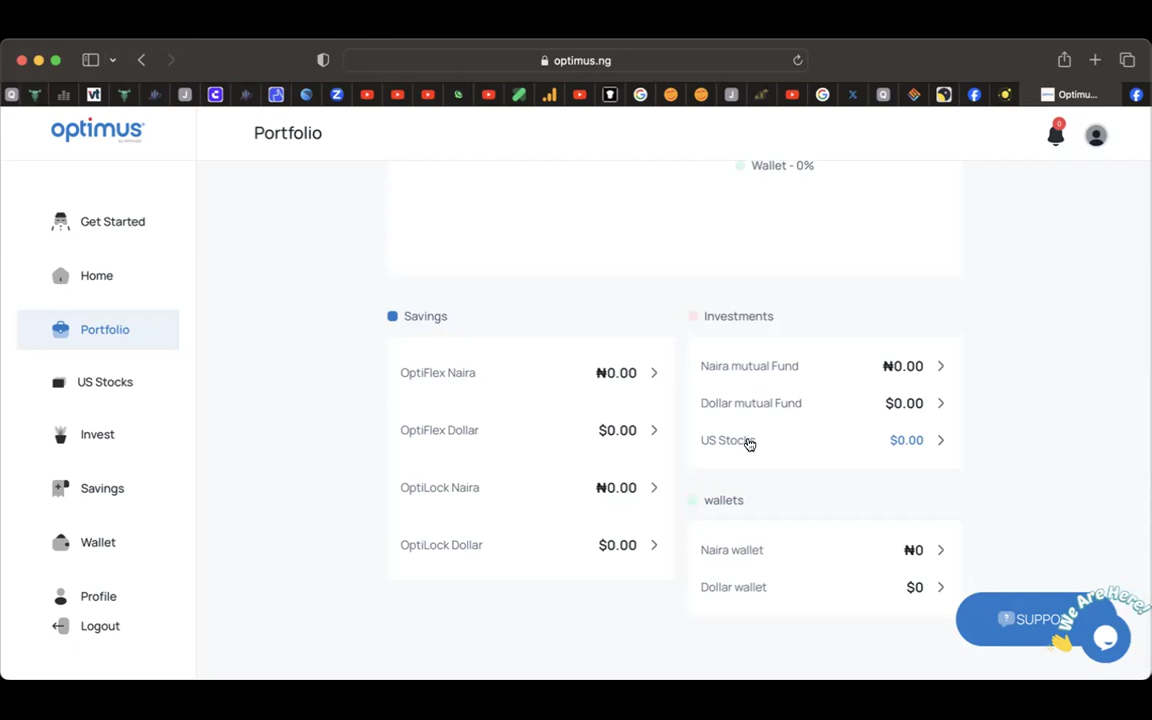 optimus.ng
Optimu...
optimus
Portfolio
0
Wallet - 0%
Get Started
Home
Portfolio
US Stocks
Invest
Savings
Wallet
Profile
Logout
Savings
OptiFlex Naira ₦0.00
OptiFlex Dollar $0.00
OptiLock Naira ₦0.00
OptiLock Dollar $0.00
Investments
Naira mutual Fund ₦0.00
Dollar mutual Fund $0.00
US Stocks $0.00
wallets
Naira wallet ₦0
Dollar wallet $0
SUPPO
We Are Here!